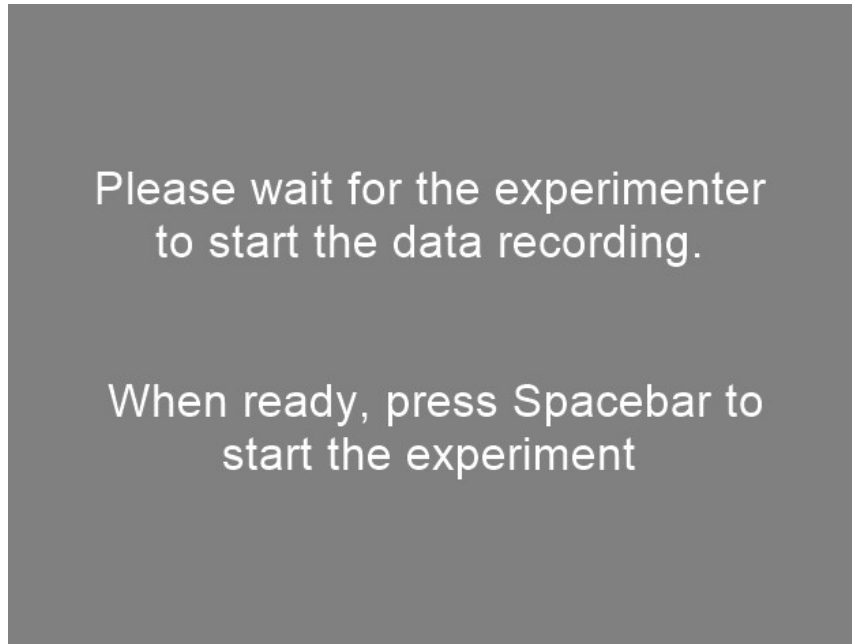 Please wait for the experimenter
to start the data recording.
When ready, press Spacebar to
start the experiment